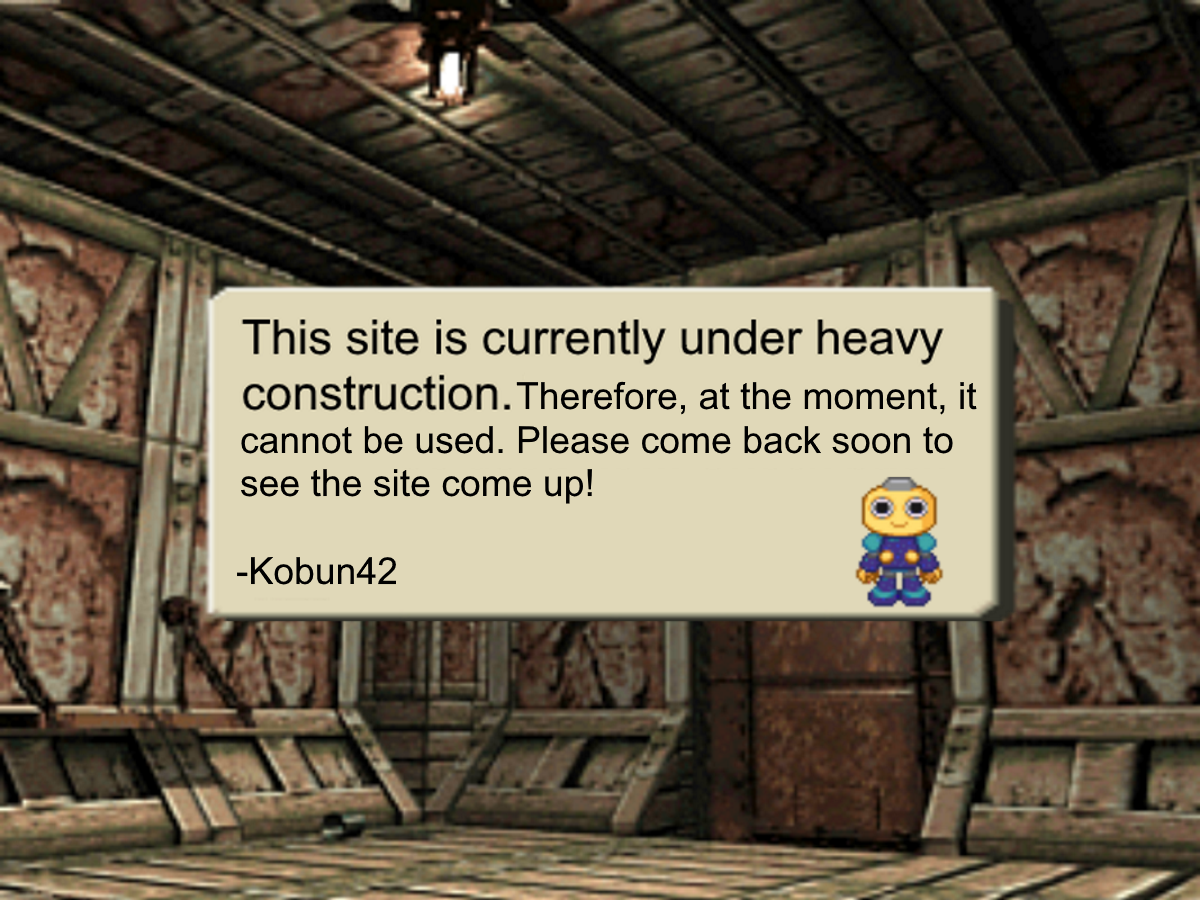 This site is currently under heavy
construction. Therefore, at the moment, it
cannot be used. Please come back soon to
see the site come up!
-Kobun42